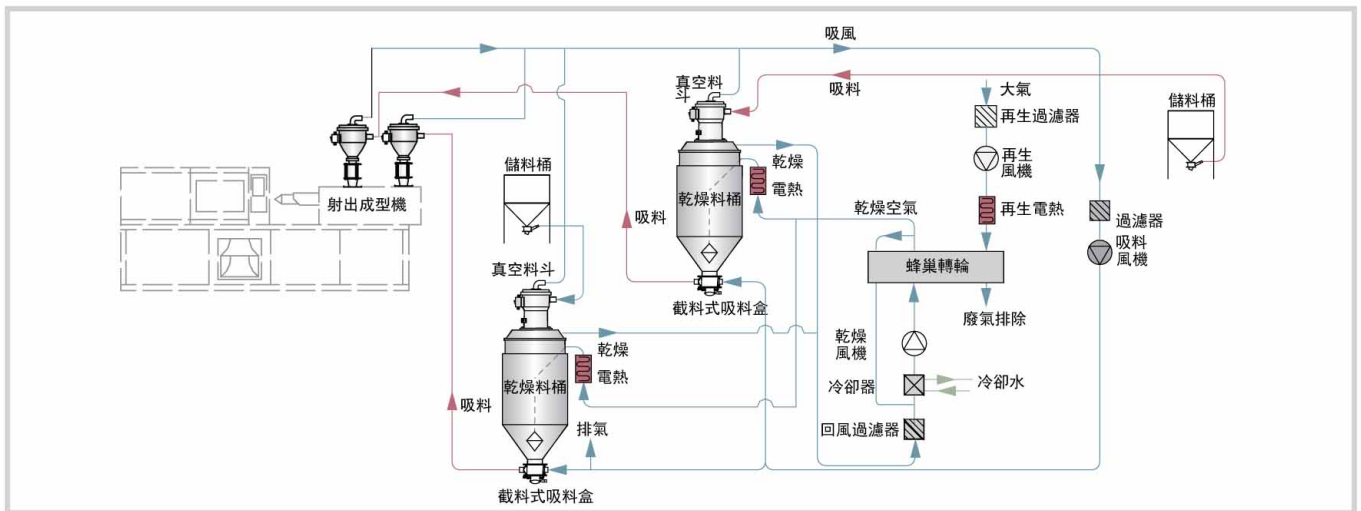 吸風
真空料
斗
吸料
大氣
再生過濾器
儲料桶
再生
風機
儲料桶
乾燥
電熱
射出成型機
乾燥料桶
吸料
乾燥空氣
再生電熱
過濾器
吸料
風機
蜂巢轉輪
真空料斗
截料式吸料盒
廢氣排除
乾燥
風機
乾燥
電熱
乾燥料桶
冷卻器
冷卻水
吸料
排氣
回風過濾器
截料式吸料盒